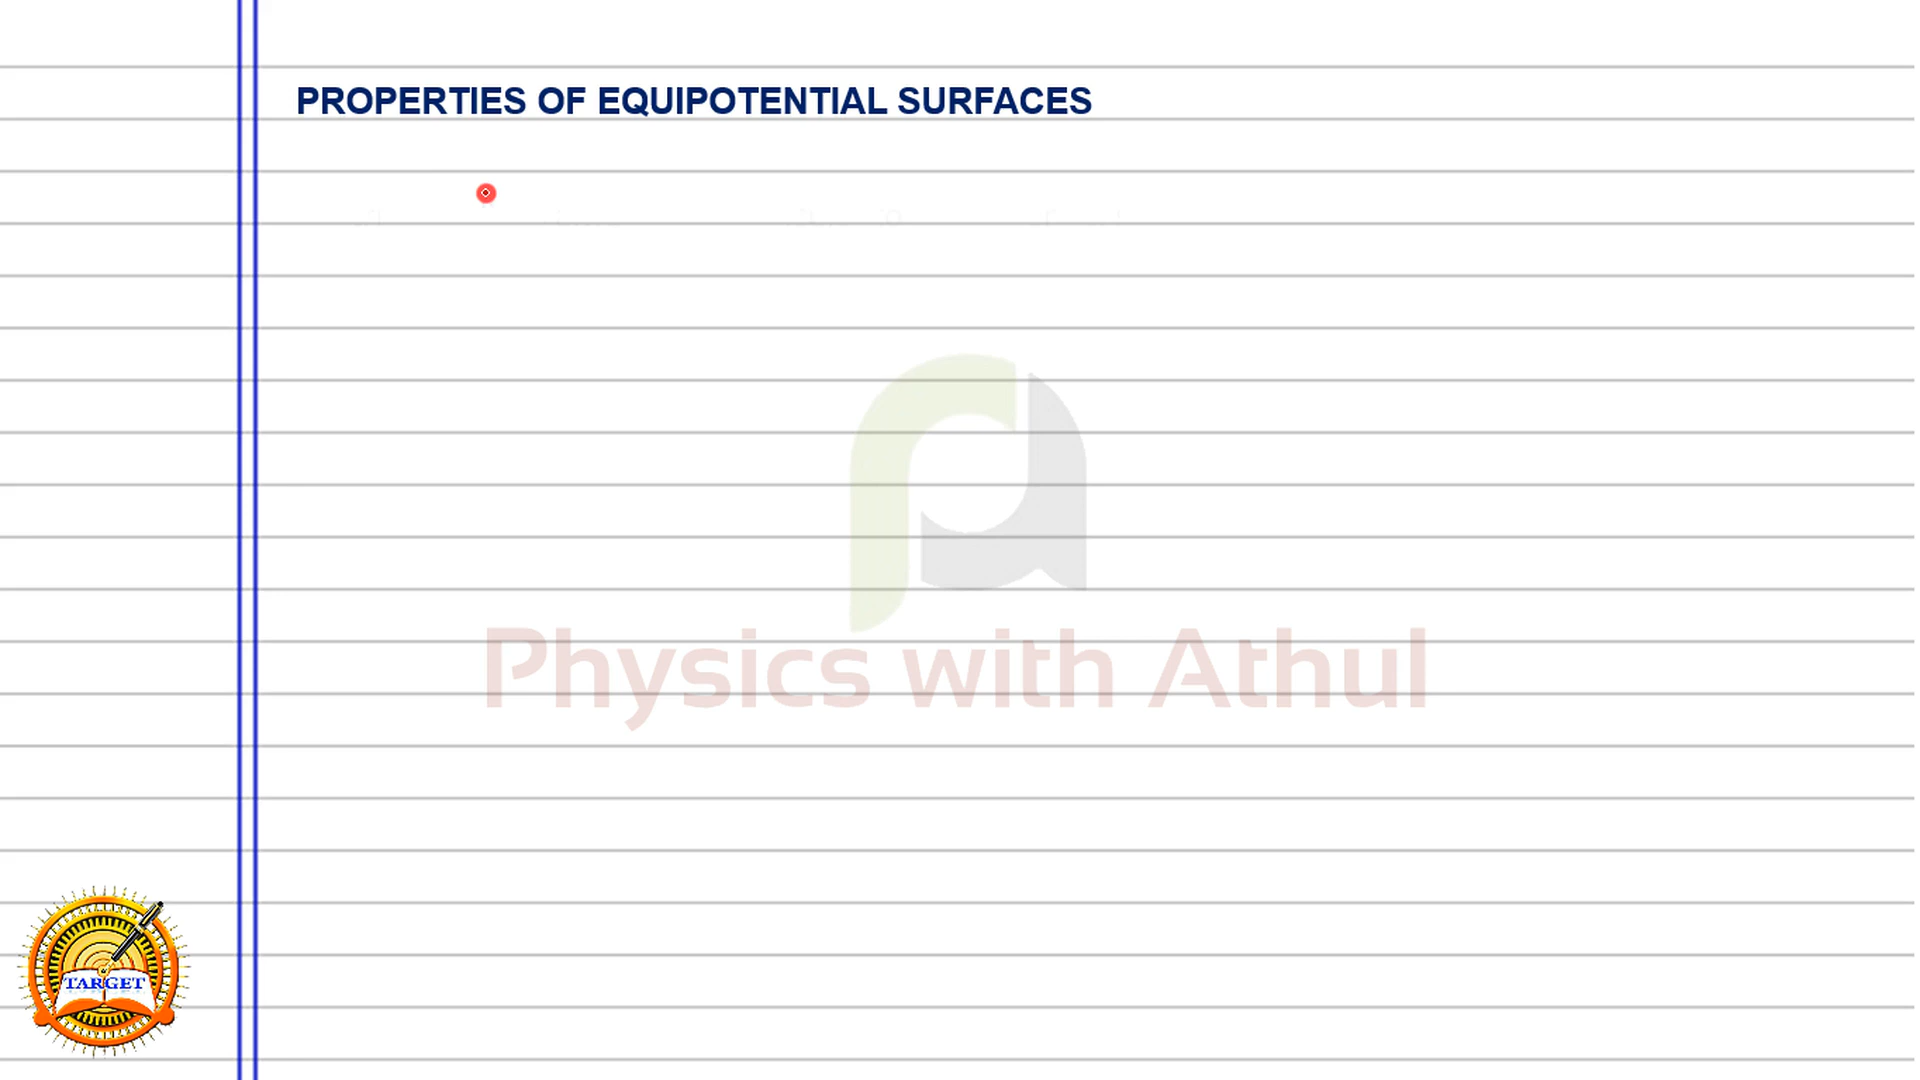 PROPERTIES OF EQUIPOTENTIAL SURFACES
Physics with Athul
TARGET